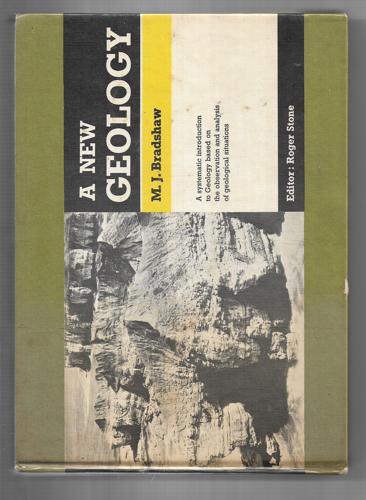 A NEW
GEOLOGY
M. J. Bradshaw
A systematic introduction
to Geology based on
the observation and analysis
of geological situations
Editor: Roger Stone